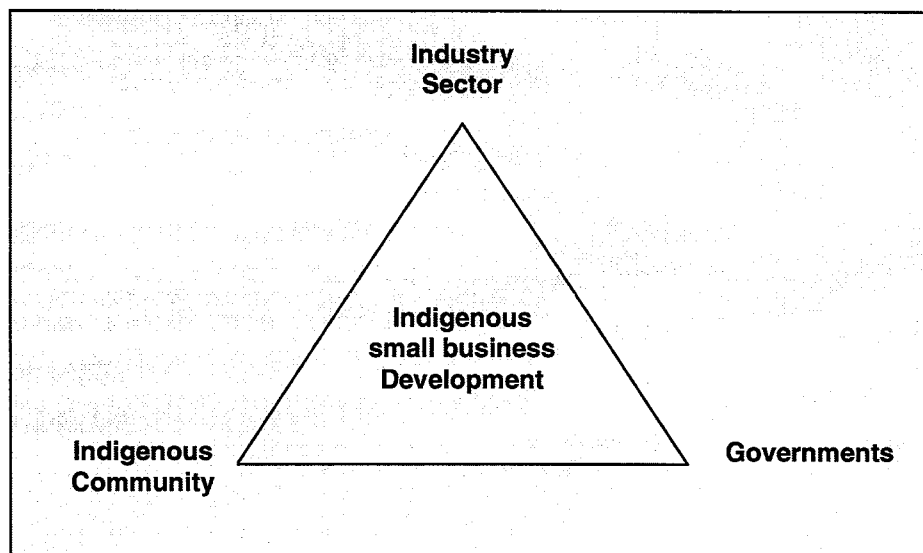 Industry
Sector
Indigenous
small business
Development
Indigenous
Community
Governments